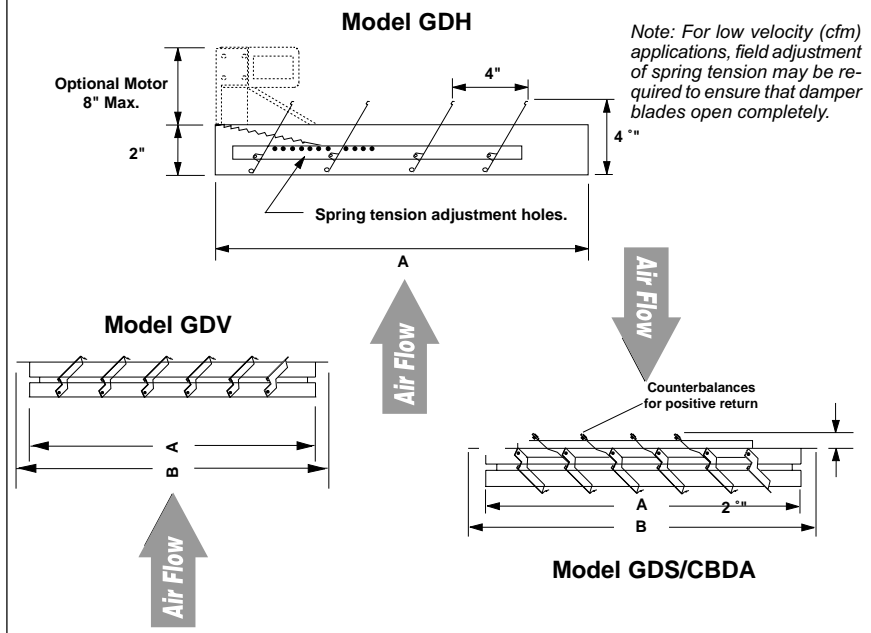 Model GDH
Note: For low velocity (cfm)
applications, field adjustment
of spring tension may be re-
quired to ensure that damper
blades open completely.
Optional Motor
8" Max.
4"
2"
4 °"
Spring tension adjustment holes.
A
Air Flow
Air Flow
Model GDV
A
B
Air Flow
Counterbalances
for positive return
A
2 °"
B
Model GDS/CBDA